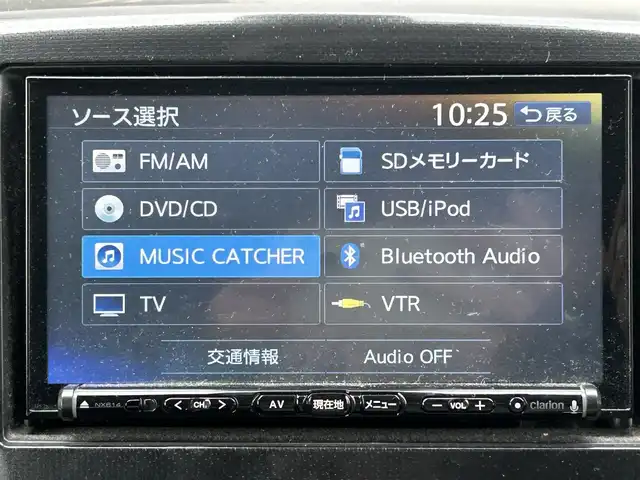 ソース選択 10:25 戻る
FM/AM SDメモリーカード
DVD/CD USB/iPod
MUSIC CATCHER Bluetooth Audio
TV VTR
交通情報 Audio OFF
NX614 CH AV 現在地 メニュー − VOL + clarion